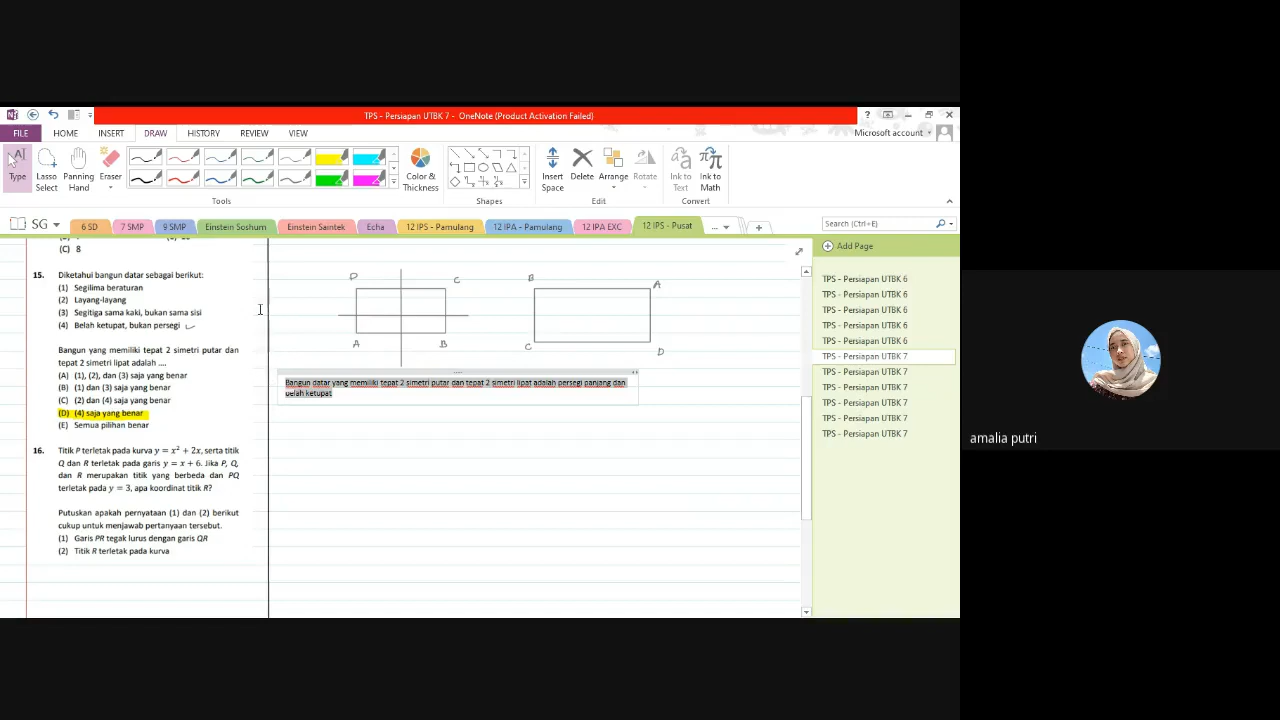 TPS - Persiapan UTBK 7 - OneNote (Product Activation Failed)
?
FILE
HOME
INSERT
DRAW
HISTORY
REVIEW
VIEW
Microsoft account
Type
Lasso Select
Panning Hand
Eraser
Color & Thickness
Insert Space
Delete
Arrange
Rotate
Ink to Text
Ink to Math
Tools
Shapes
Edit
Convert
SG
6 SD
7 SMP
9 SMP
Einstein Soshum
Einstein Saintek
Echa
12 IPS - Pamulang
12 IPA - Pamulang
12 IPA EXC
12 IPS - Pusat
...
Search (Ctrl+E)
Add Page
(C) 8
15. Diketahui bangun datar sebagai berikut:
(1) Segilima beraturan
(2) Layang-layang
(3) Segitiga sama kaki, bukan sama sisi
(4) Belah ketupat, bukan persegi
Bangun yang memiliki tepat 2 simetri putar dan
tepat 2 simetri lipat adalah ....
(A) (1), (2), dan (3) saja yang benar
(B) (1) dan (3) saja yang benar
(C) (2) dan (4) saja yang benar
(D) (4) saja yang benar
(E) Semua pilihan benar
16. Titik P terletak pada kurva y = x² + 2x, serta titik
Q dan R terletak pada garis y = x + 6. Jika P, Q,
dan R merupakan titik yang berbeda dan PQ
terletak pada y = 3, apa koordinat titik R?
Putuskan apakah pernyataan (1) dan (2) berikut
cukup untuk menjawab pertanyaan tersebut.
(1) Garis PR tegak lurus dengan garis QR
(2) Titik R terletak pada kurva
D C
A B
B A
C D
Bangun datar yang memiliki tepat 2 simetri putar dan tepat 2 simetri lipat adalah persegi panjang dan
ketupat
TPS - Persiapan UTBK 6
TPS - Persiapan UTBK 6
TPS - Persiapan UTBK 6
TPS - Persiapan UTBK 6
TPS - Persiapan UTBK 6
TPS - Persiapan UTBK 7
TPS - Persiapan UTBK 7
TPS - Persiapan UTBK 7
TPS - Persiapan UTBK 7
TPS - Persiapan UTBK 7
TPS - Persiapan UTBK 7
amalia putri